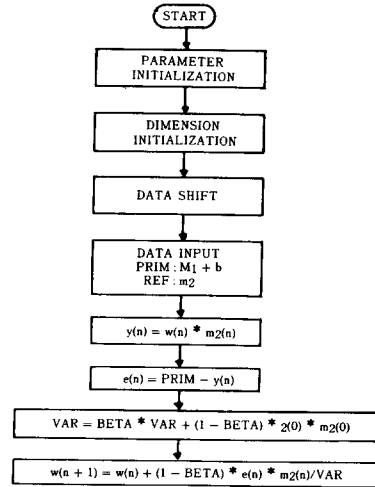 START
PARAMETER
INITIALIZATION
DIMENSION
INITIALIZATION
DATA SHIFT
DATA INPUT
PRIM : M₁ + b
REF : m₂
y(n) = w(n) * m₂(n)
e(n) = PRIM − y(n)
VAR = BETA * VAR + (1 − BETA) * ₂(0) * m₂(0)
w(n + 1) = w(n) + (1 − BETA) * e(n) * m₂(n)/VAR